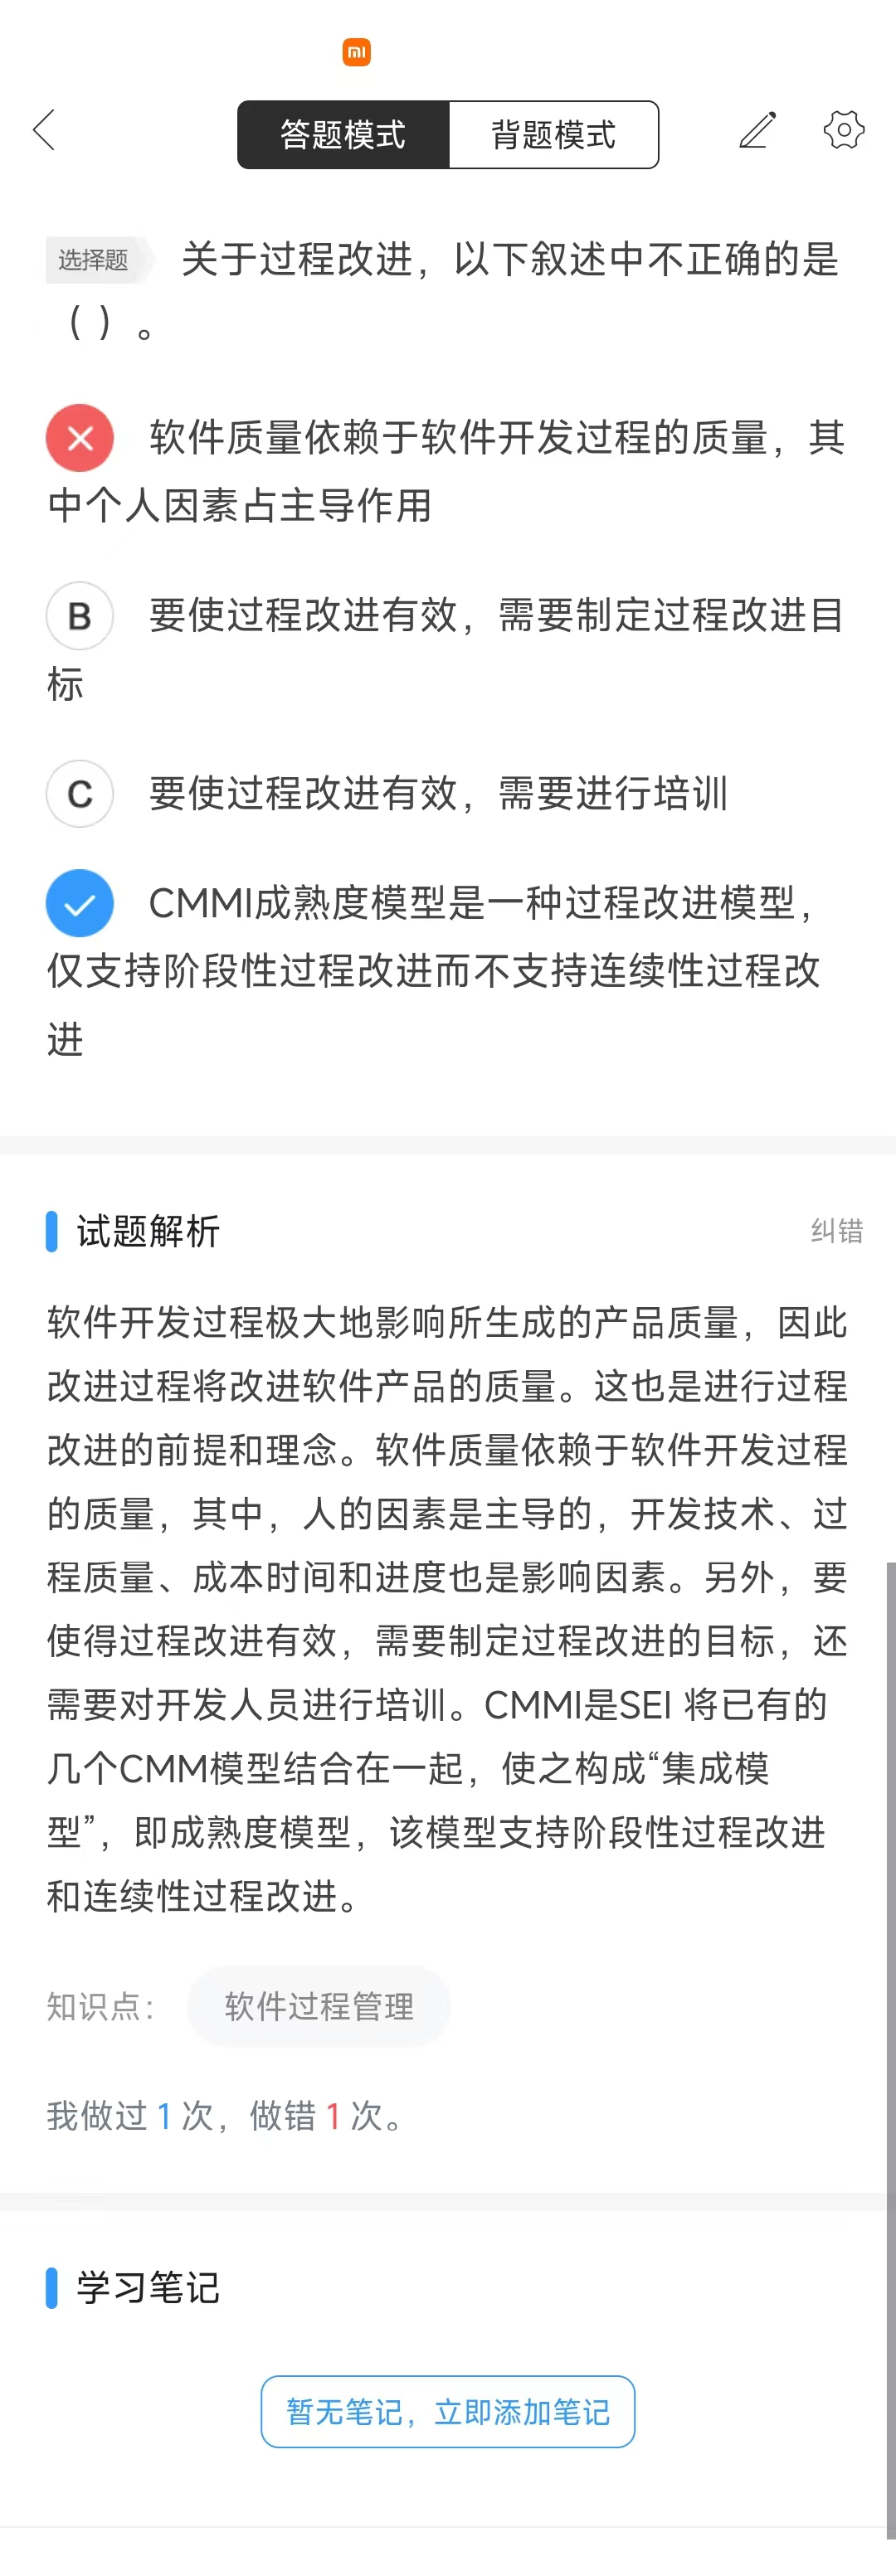 答题模式 背题模式
选择题 关于过程改进，以下叙述中不正确的是
（ ）。
软件质量依赖于软件开发过程的质量，其
中个人因素占主导作用
B 要使过程改进有效，需要制定过程改进目
标
C 要使过程改进有效，需要进行培训
CMMI成熟度模型是一种过程改进模型，
仅支持阶段性过程改进而不支持连续性过程改
进
试题解析 纠错
软件开发过程极大地影响所生成的产品质量，因此
改进过程将改进软件产品的质量。这也是进行过程
改进的前提和理念。软件质量依赖于软件开发过程
的质量，其中，人的因素是主导的，开发技术、过
程质量、成本时间和进度也是影响因素。另外，要
使得过程改进有效，需要制定过程改进的目标，还
需要对开发人员进行培训。CMMI是SEI 将已有的
几个CMM模型结合在一起，使之构成“集成模
型”，即成熟度模型，该模型支持阶段性过程改进
和连续性过程改进。
知识点： 软件过程管理
我做过 1 次，做错 1 次。
学习笔记
暂无笔记，立即添加笔记